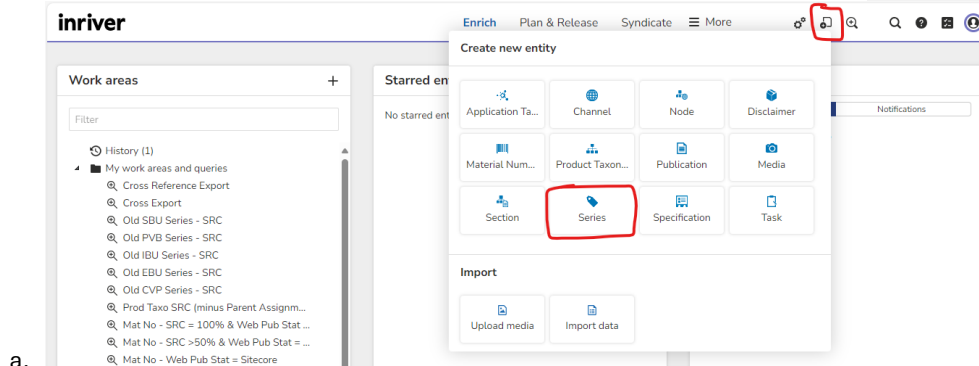 inriver
Enrich Plan & Release Syndicate More
Create new entity
Work areas +
Starred en
Filter
No starred ent
Notifications
Application Ta... Channel Node Disclaimer
Material Num... Product Taxon... Publication Media
Section Series Specification Task
History (1)
My work areas and queries
Cross Reference Export
Cross Export
Old SBU Series - SRC
Old PVB Series - SRC
Old IBU Series - SRC
Old EBU Series - SRC
Old CVP Series - SRC
Prod Taxo SRC (minus Parent Assignm...
Mat No - SRC = 100% & Web Pub Stat ...
Mat No - SRC >50% & Web Pub Stat = ...
Mat No - Web Pub Stat = Sitecore
Import
Upload media Import data
a.